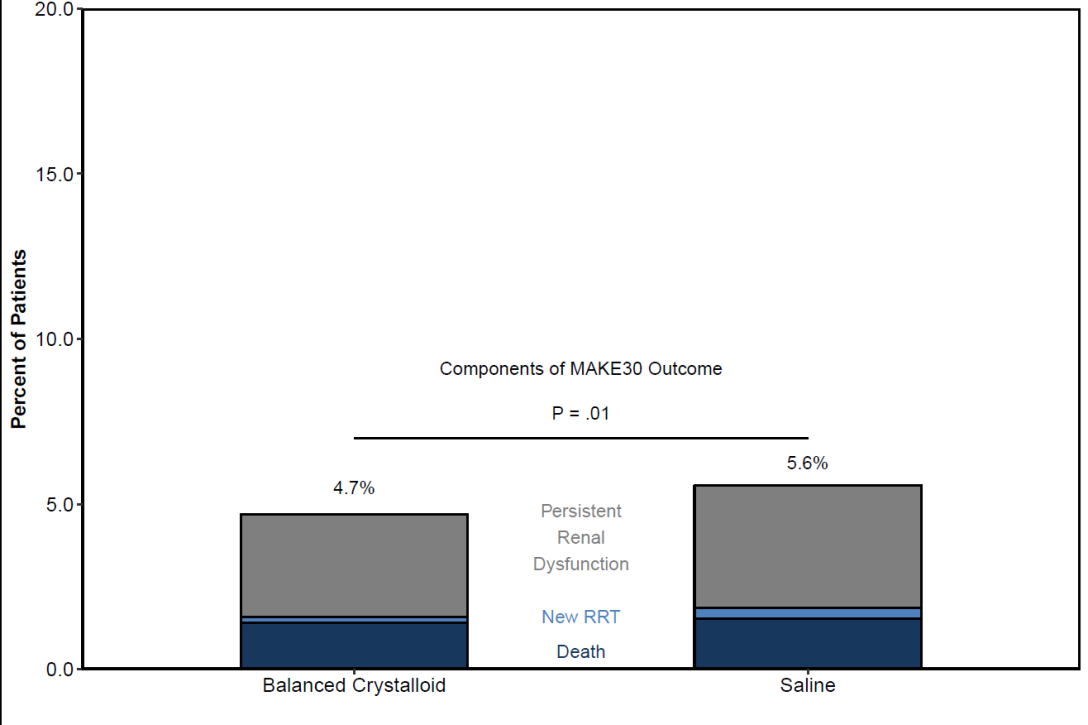 20.0
15.0
10.0
5.0
0.0
Percent of Patients
Components of MAKE30 Outcome
P = .01
4.7%
5.6%
Persistent
Renal
Dysfunction
New RRT
Death
Balanced Crystalloid
Saline